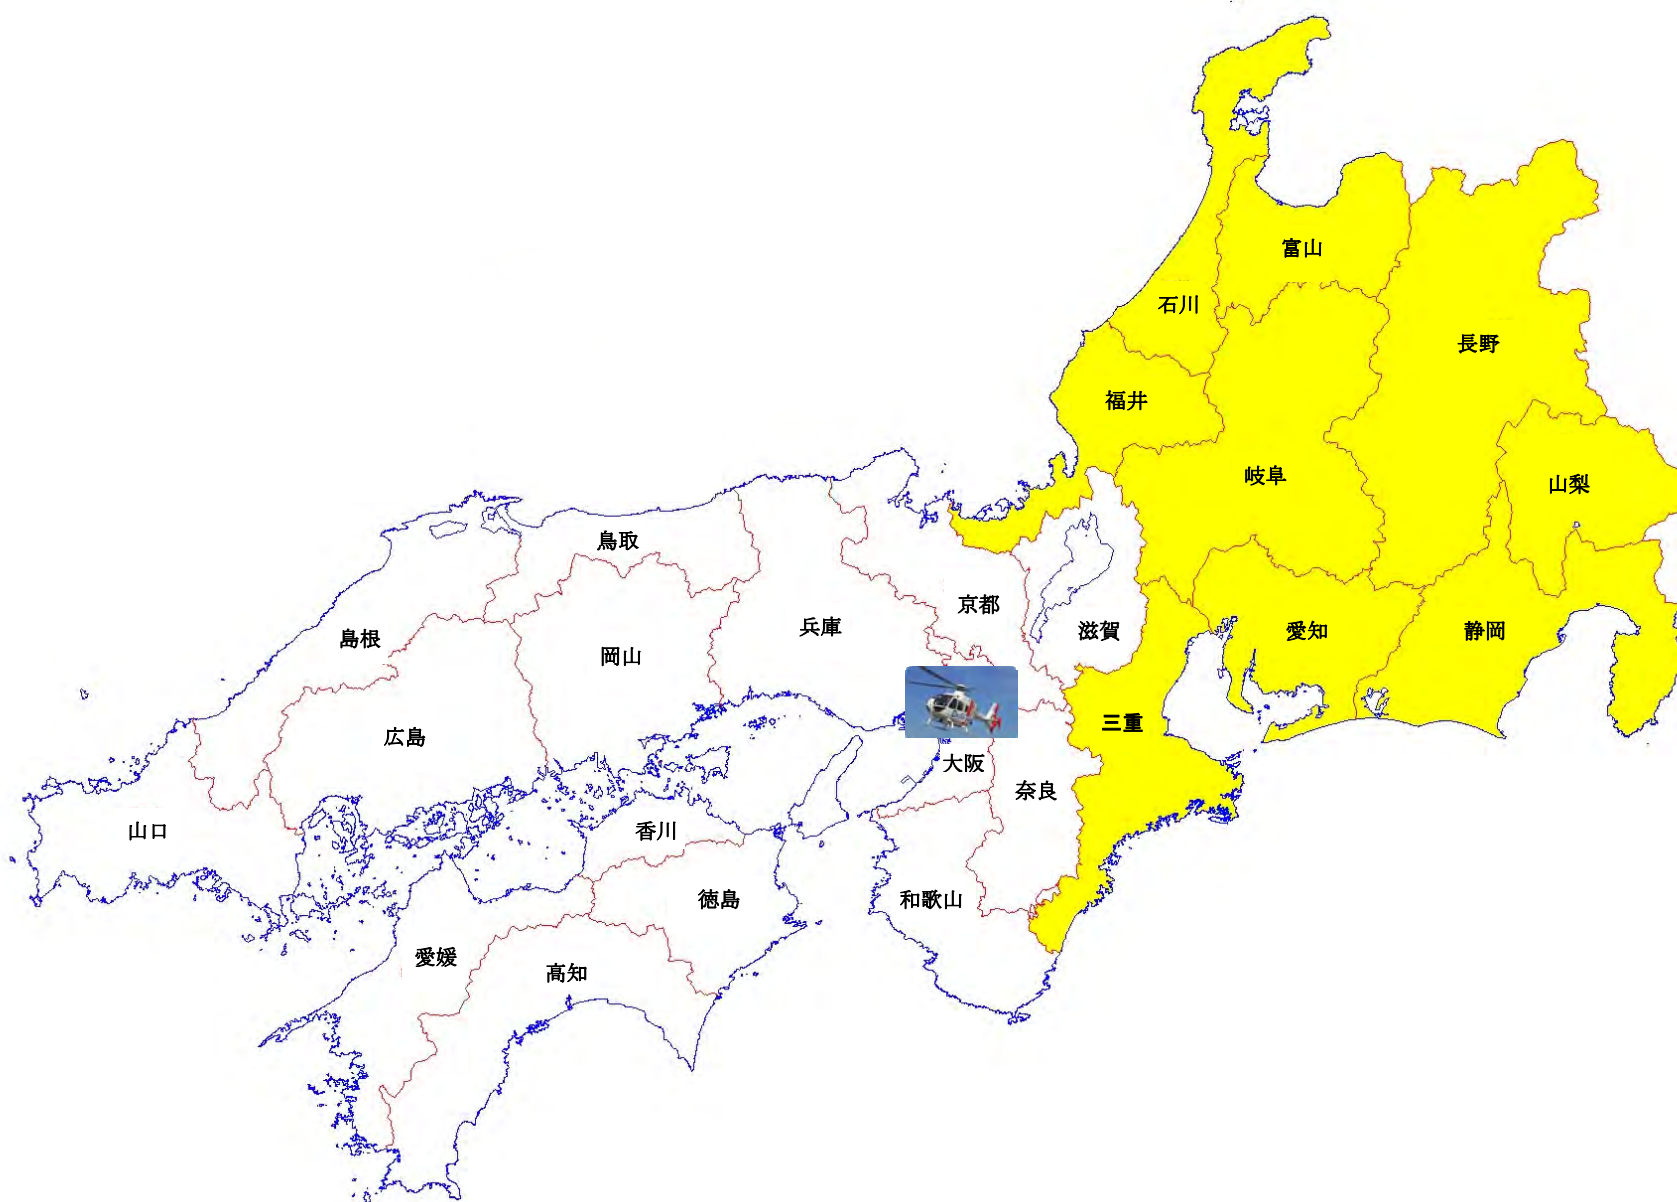 富山
石川
長野
福井
岐阜
山梨
鳥取
京都
兵庫
滋賀
愛知
静岡
島根
岡山
三重
広島
大阪
奈良
山口
香川
徳島
和歌山
愛媛
高知